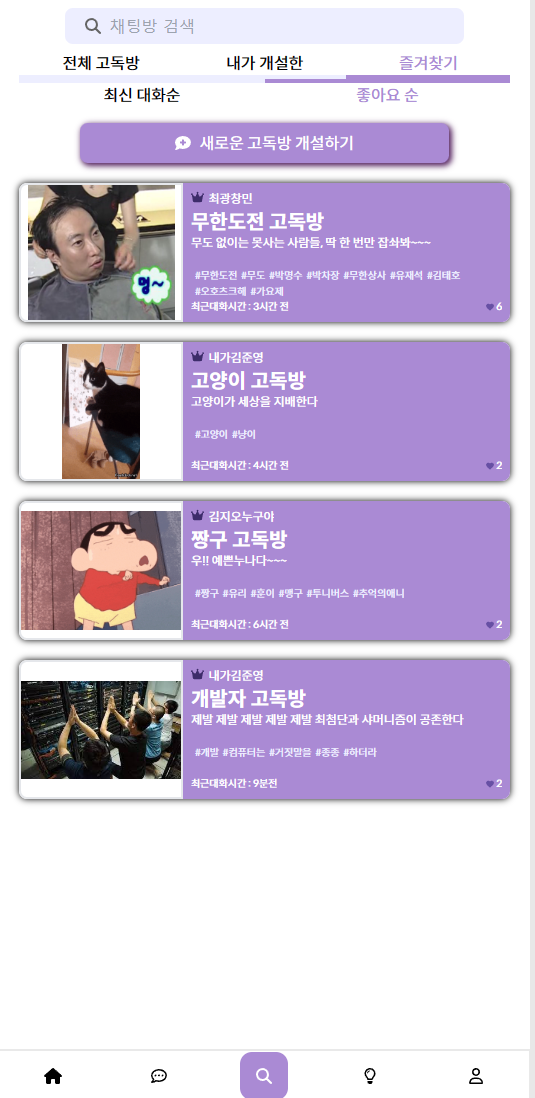 채팅방 검색
전체 고독방 내가 개설한 즐겨찾기
최신 대화순 좋아요 순
새로운 고독방 개설하기
최광창민
무한도전 고독방
무도 없이는 못사는 사람들, 딱 한 번만 잡숴봐~~~
#무한도전 #무도 #박명수 #박차장 #무한상사 #유재석 #김태호
#오호츠크해 #가요제
최근대화시간 : 3시간 전 6
멍~
내가김준영
고양이 고독방
고양이가 세상을 지배한다
#고양이 #냥이
최근대화시간 : 4시간 전 2
김지오누구야
짱구 고독방
우!! 예쁜누나다~~~
#짱구 #유리 #훈이 #맹구 #투니버스 #추억의애니
최근대화시간 : 6시간 전 2
내가김준영
개발자 고독방
제발 제발 제발 제발 제발 최첨단과 샤머니즘이 공존한다
#개발 #컴퓨터는 #거짓말을 #종종 #하더라
최근대화시간 : 9분전 2